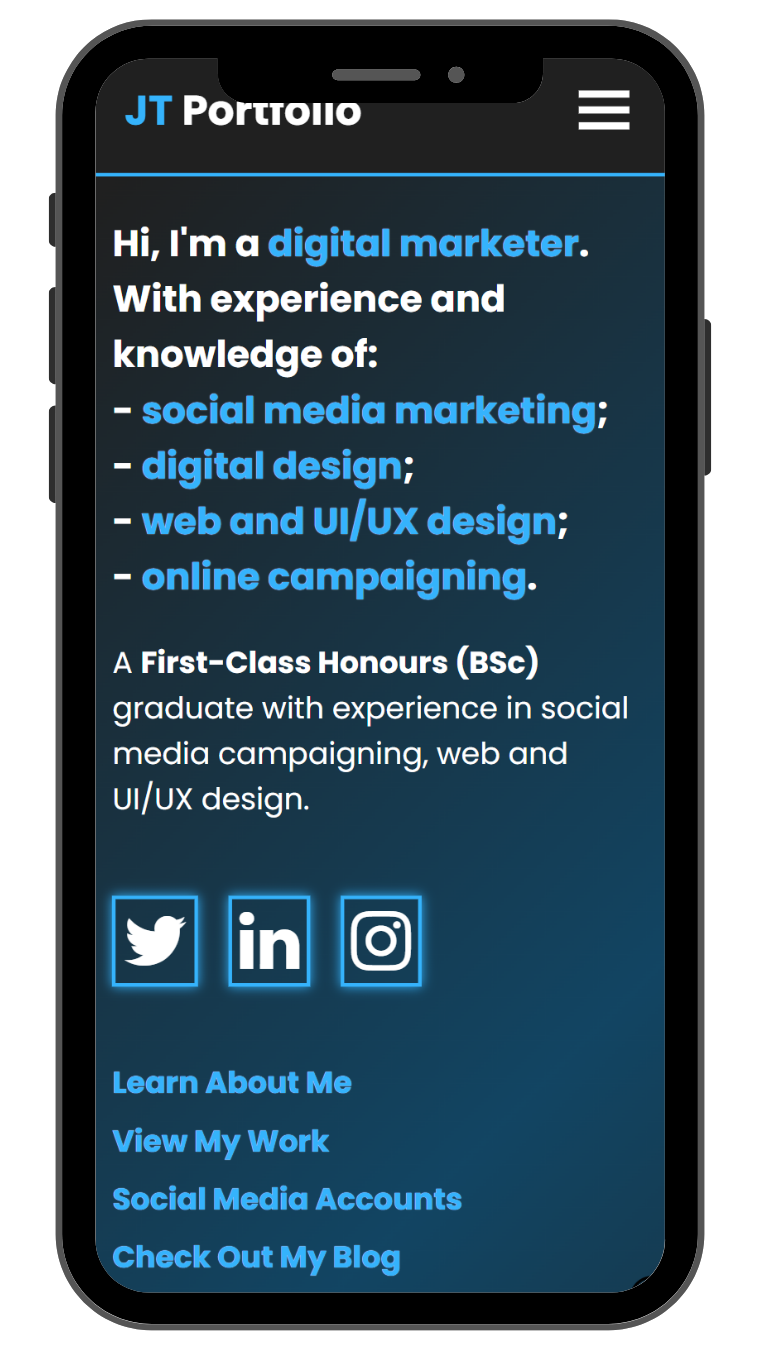 JT Portfolio
Hi, I'm a digital marketer.
With experience and
knowledge of:
- social media marketing;
- digital design;
- web and UI/UX design;
- online campaigning.
A First-Class Honours (BSc)
graduate with experience in social
media campaigning, web and
UI/UX design.
in
Learn About Me
View My Work
Social Media Accounts
Check Out My Blog